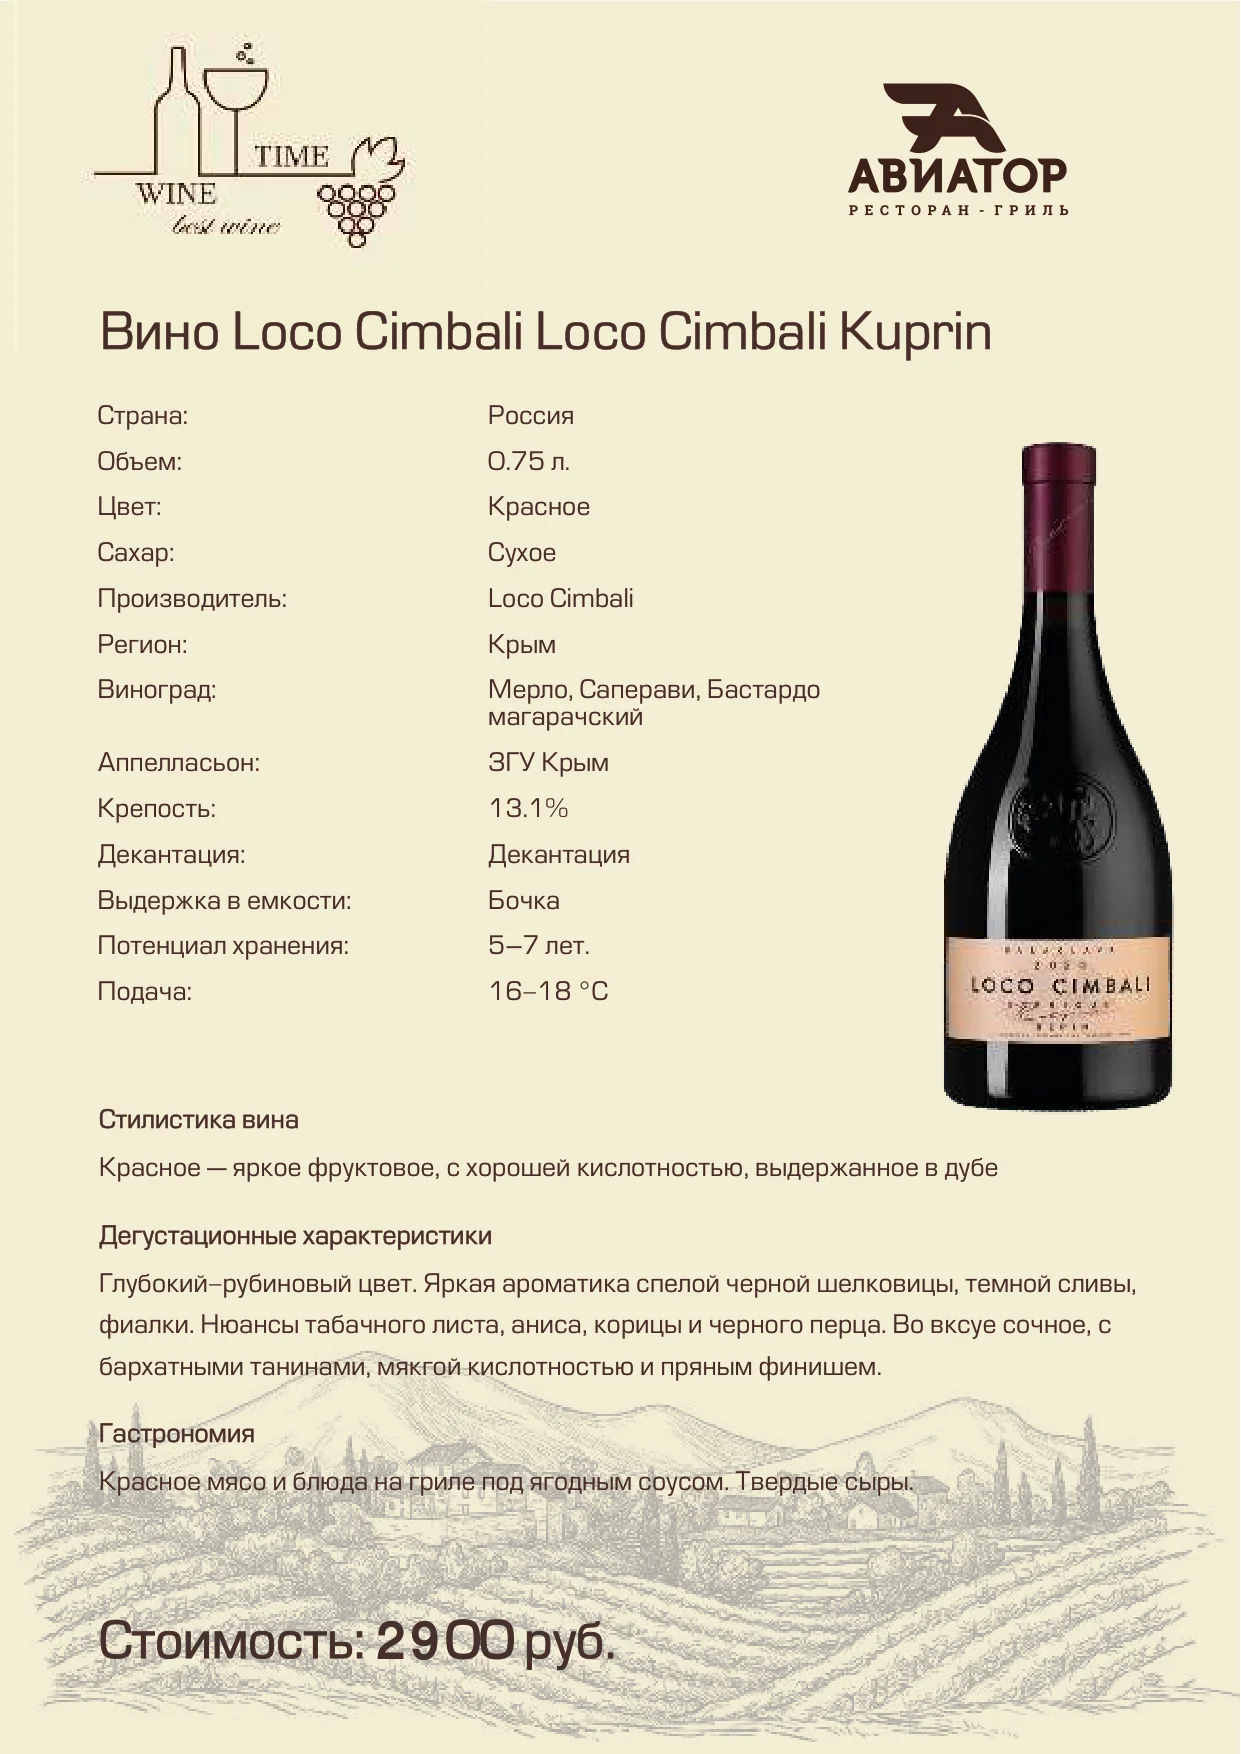 TIME
WINE
best wine
АВИАТОР
РЕСТОРАН - ГРИЛЬ
Вино Loco Cimbali Loco Cimbali Kuprin
Страна: Россия
Объем: 0.75 л.
Цвет: Красное
Сахар: Сухое
Производитель: Loco Cimbali
Регион: Крым
Виноград: Мерло, Саперави, Бастардо
магарачский
Аппелласьон: ЗГУ Крым
Крепость: 13.1%
Декантация: Декантация
Выдержка в емкости: Бочка
Потенциал хранения: 5–7 лет.
Подача: 16–18 °C
BALACLAVA
2020
LOCO CIMBALI
Стилистика вина
Красное — яркое фруктовое, с хорошей кислотностью, выдержанное в дубе
Дегустационные характеристики
Глубокий–рубиновый цвет. Яркая ароматика спелой черной шелковицы, темной сливы,
фиалки. Нюансы табачного листа, аниса, корицы и черного перца. Во вксуе сочное, с
бархатными танинами, мякгой кислотностью и пряным финишем.
Гастрономия
Красное мясо и блюда на гриле под ягодным соусом. Твердые сыры.
Стоимость: 2900 руб.